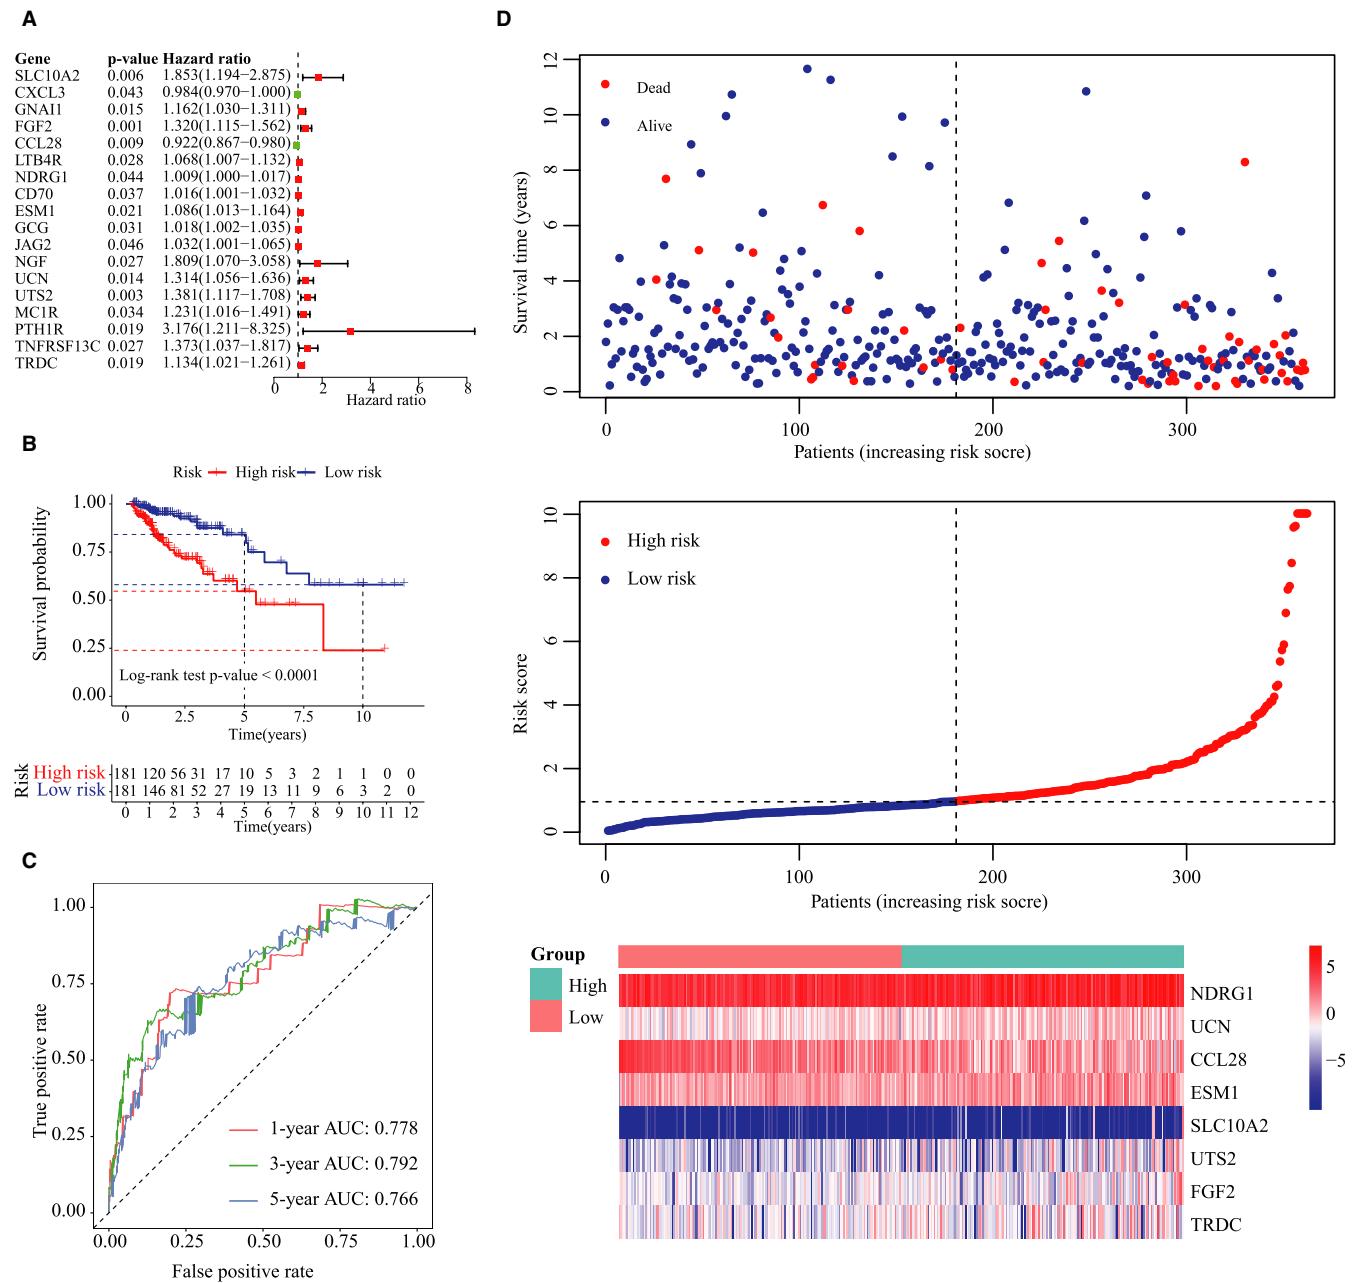 A
Gene p-value Hazard ratio
SLC10A2 0.006 1.853(1.194−2.875)
CXCL3 0.043 0.984(0.970−1.000)
GNAI1 0.015 1.162(1.030−1.311)
FGF2 0.001 1.320(1.115−1.562)
CCL28 0.009 0.922(0.867−0.980)
LTB4R 0.028 1.068(1.007−1.132)
NDRG1 0.044 1.009(1.000−1.017)
CD70 0.037 1.016(1.001−1.032)
ESM1 0.021 1.086(1.013−1.164)
GCG 0.031 1.018(1.002−1.035)
JAG2 0.046 1.032(1.001−1.065)
NGF 0.027 1.809(1.070−3.058)
UCN 0.014 1.314(1.056−1.636)
UTS2 0.003 1.381(1.117−1.708)
MC1R 0.034 1.231(1.016−1.491)
PTH1R 0.019 3.176(1.211−8.325)
TNFRSF13C 0.027 1.373(1.037−1.817)
TRDC 0.019 1.134(1.021−1.261)
0 2 4 6 8
Hazard ratio
B
Risk High risk Low risk
Survival probability
1.00
0.75
0.50
0.25
0.00
Log-rank test p-value < 0.0001
0 2.5 5 7.5 10
Time(years)
Risk
High risk 181 120 56 31 17 10 5 3 2 1 1 0 0
Low risk 181 146 81 52 27 19 13 11 9 6 3 2 0
0 1 2 3 4 5 6 7 8 9 10 11 12
Time(years)
C
True positive rate
1.00
0.75
0.50
0.25
0.00
1-year AUC: 0.778
3-year AUC: 0.792
5-year AUC: 0.766
0.00 0.25 0.50 0.75 1.00
False positive rate
D
Survival time (years)
12
10
8
6
4
2
0
Dead
Alive
0 100 200 300
Patients (increasing risk socre)
Risk score
10
8
6
4
2
0
High risk
Low risk
0 100 200 300
Patients (increasing risk socre)
Group
High
Low
NDRG1
UCN
CCL28
ESM1
SLC10A2
UTS2
FGF2
TRDC
5
0
−5